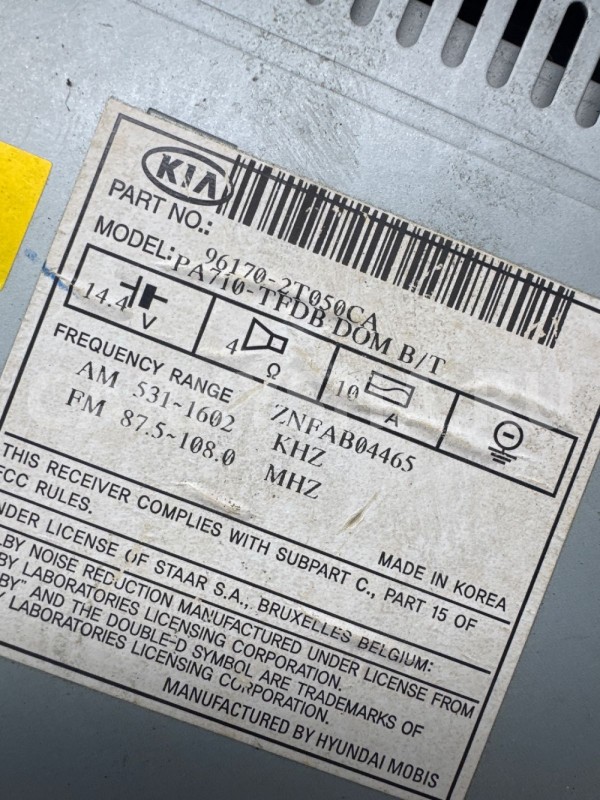 KIA
PART NO.: 96170-2T050CA
MODEL: PA710-TFDB DOM B/T
14.4 V
4 Ω
10 A
FREQUENCY RANGE ZNFAB04465
AM 531~1602 KHZ
FM 87.5~108.0 MHZ
MADE IN KOREA
THIS RECEIVER COMPLIES WITH SUBPART C., PART 15 OF
FCC RULES.
UNDER LICENSE OF STAAR S.A., BRUXELLES BELGIUM:
NOISE REDUCTION MANUFACTURED UNDER LICENSE FROM
LABORATORIES LICENSING CORPORATION.
AND THE DOUBLE-D SYMBOL ARE TRADEMARKS OF
LABORATORIES LICENSING CORPORATION.
MANUFACTURED BY HYUNDAI MOBIS